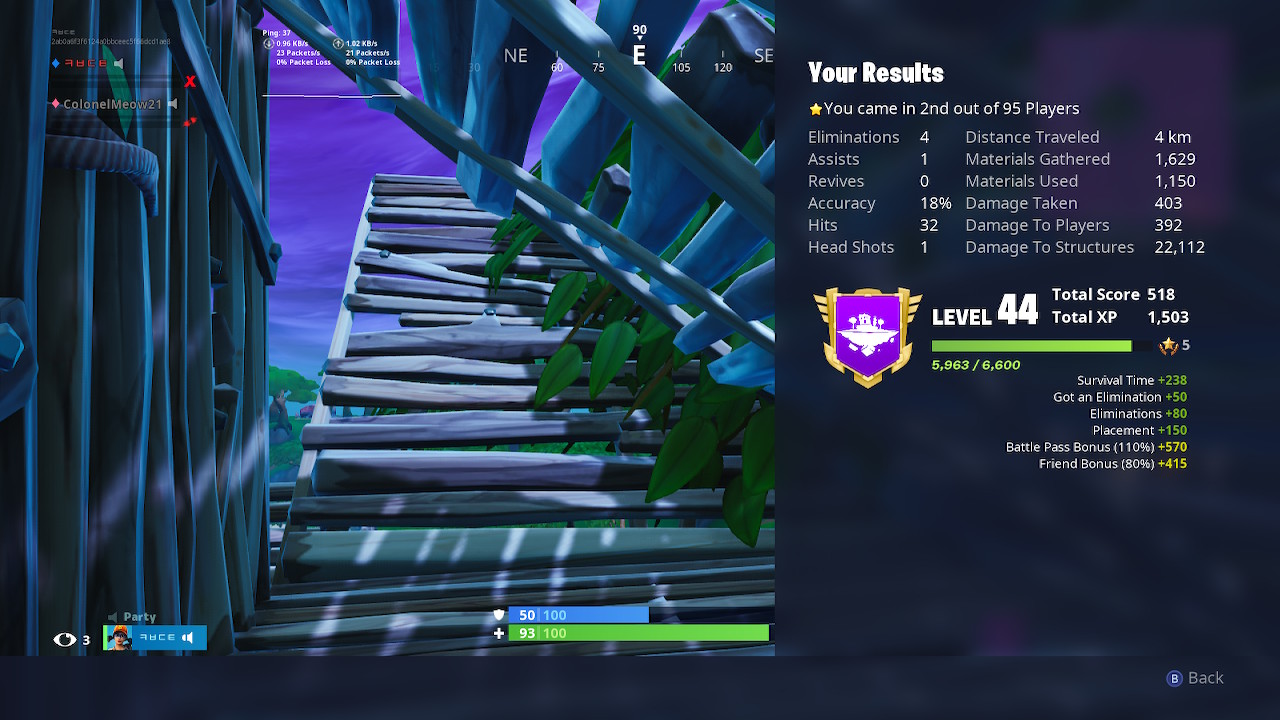 Ping: 37
0.96 KB/s 1.02 KB/s
23 Packets/s 21 Packets/s
0% Packet Loss 0% Packet Loss
ColonelMeow21
90
NE E SE
30 60 75 105 120
Party
3
50 | 100
93 | 100
Your Results
You came in 2nd out of 95 Players
Eliminations 4 Distance Traveled 4 km
Assists 1 Materials Gathered 1,629
Revives 0 Materials Used 1,150
Accuracy 18% Damage Taken 403
Hits 32 Damage To Players 392
Head Shots 1 Damage To Structures 22,112
LEVEL 44
Total Score 518
Total XP 1,503
5
5,963 / 6,600
Survival Time +238
Got an Elimination +50
Eliminations +80
Placement +150
Battle Pass Bonus (110%) +570
Friend Bonus (80%) +415
B Back